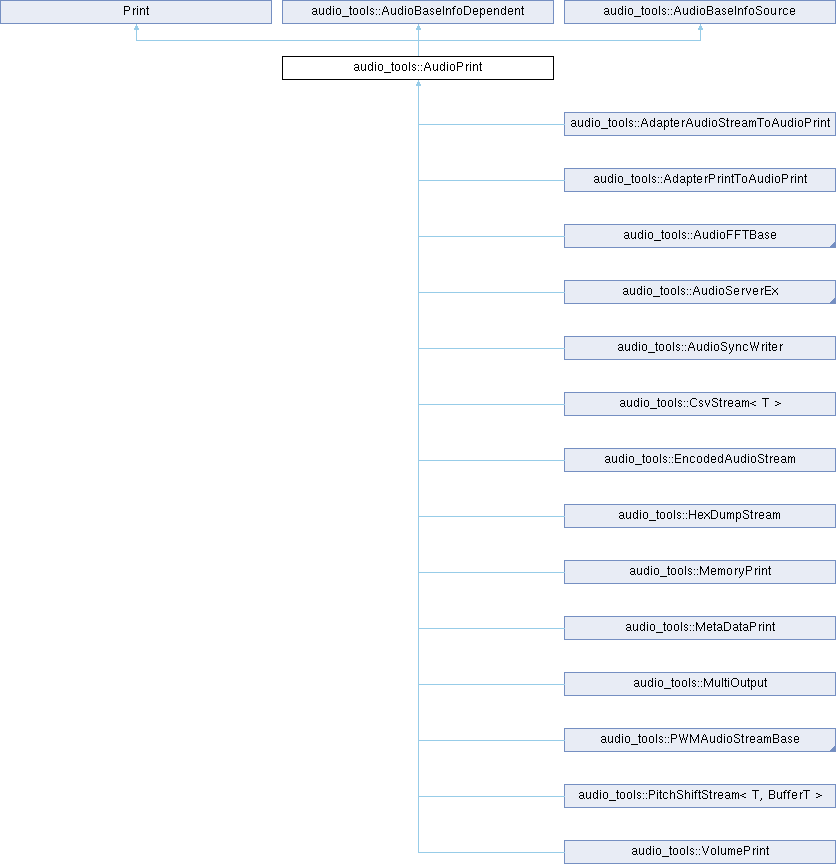 Print
audio_tools::AudioBaseInfoDependent
audio_tools::AudioBaseInfoSource
audio_tools::AudioPrint
audio_tools::AdapterAudioStreamToAudioPrint
audio_tools::AdapterPrintToAudioPrint
audio_tools::AudioFFTBase
audio_tools::AudioServerEx
audio_tools::AudioSyncWriter
audio_tools::CsvStream< T >
audio_tools::EncodedAudioStream
audio_tools::HexDumpStream
audio_tools::MemoryPrint
audio_tools::MetaDataPrint
audio_tools::MultiOutput
audio_tools::PWMAudioStreamBase
audio_tools::PitchShiftStream< T, BufferT >
audio_tools::VolumePrint